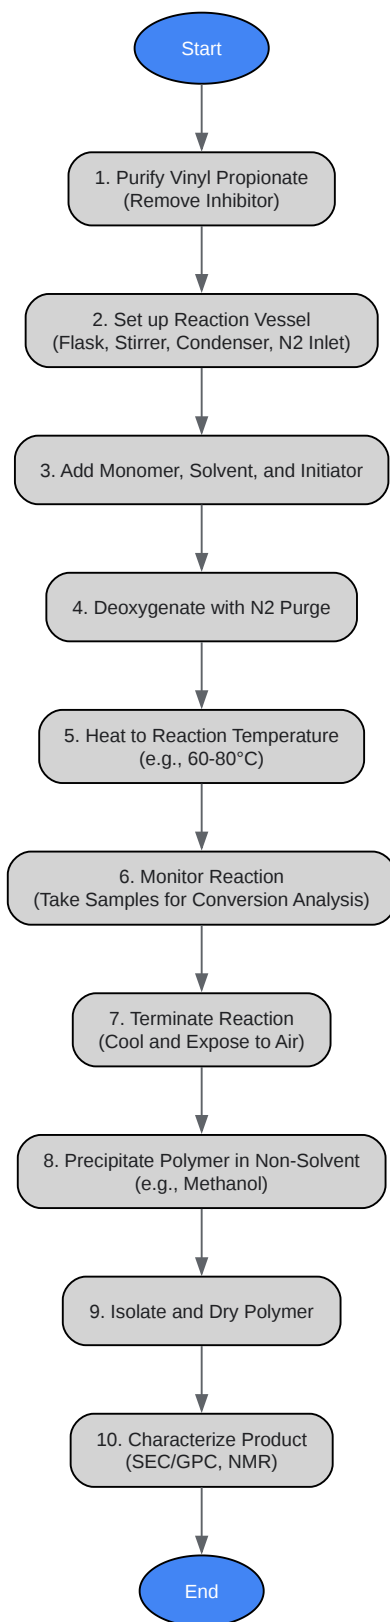 Start
1. Purify Vinyl Propionate
(Remove Inhibitor)
2. Set up Reaction Vessel
(Flask, Stirrer, Condenser, N2 Inlet)
3. Add Monomer, Solvent, and Initiator
4. Deoxygenate with N2 Purge
5. Heat to Reaction Temperature
(e.g., 60-80°C)
6. Monitor Reaction
(Take Samples for Conversion Analysis)
7. Terminate Reaction
(Cool and Expose to Air)
8. Precipitate Polymer in Non-Solvent
(e.g., Methanol)
9. Isolate and Dry Polymer
10. Characterize Product
(SEC/GPC, NMR)
End